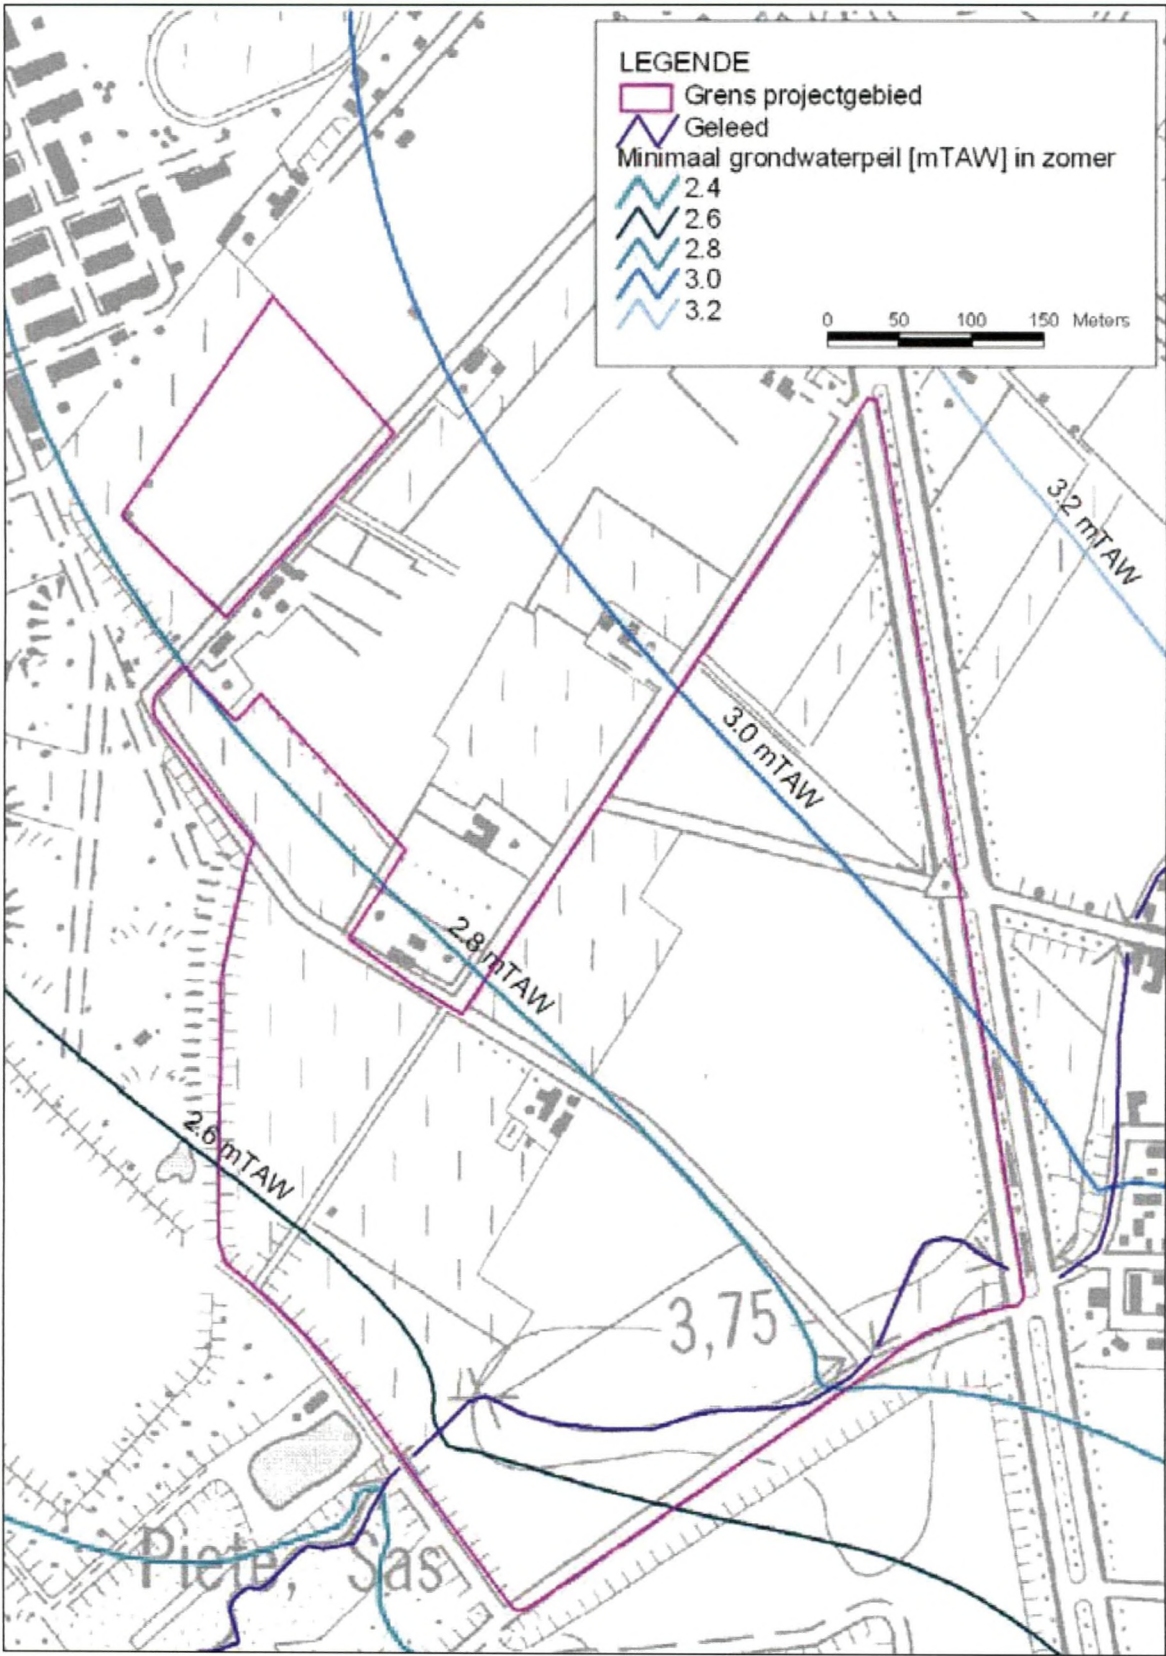 LEGENDE
Grens projectgebied
Geleed
Minimaal grondwaterpeil [mTAW] in zomer
2.4
2.6
2.8
3.0
3.2
0 50 100 150 Meters
3.2 mTAW
3.0 mTAW
2.8 mTAW
2.6 mTAW
3,75
Piete, Sas